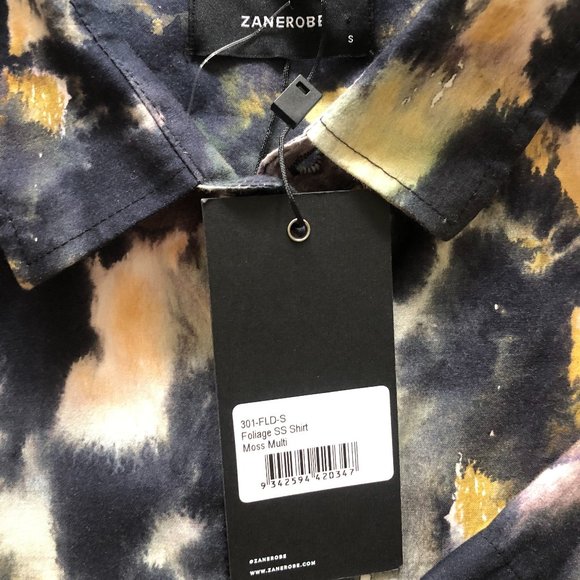 ZANEROBE
S
301-FLD-S
Foliage SS Shirt
Moss Multi
9 342594 420347
@ZANEROBE
WWW.ZANEROBE.COM